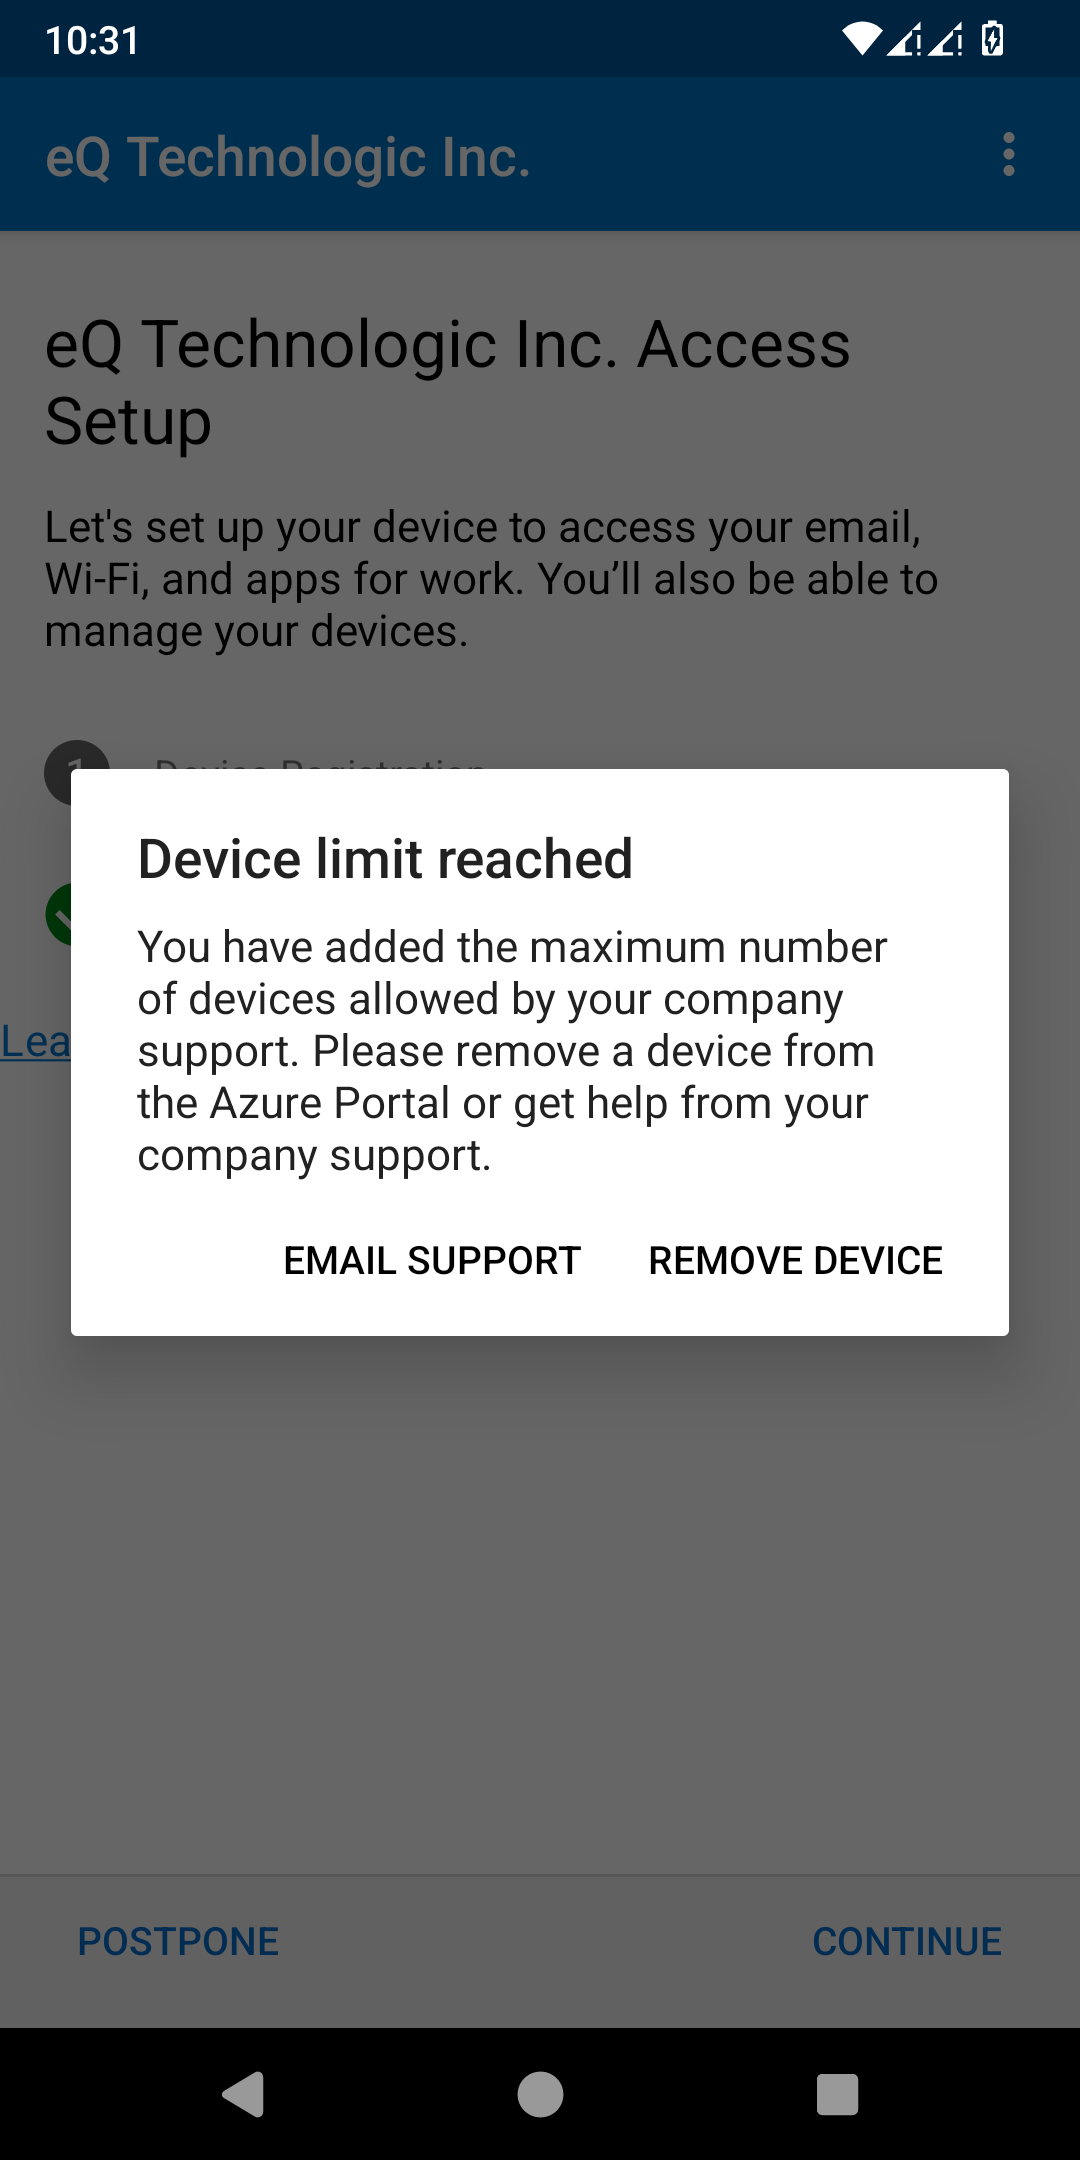 10:31
eQ Technologic Inc.
eQ Technologic Inc. Access
Setup
Let's set up your device to access your email,
Wi-Fi, and apps for work. You’ll also be able to
manage your devices.
1 Device Registration
Device limit reached
You have added the maximum number
of devices allowed by your company
support. Please remove a device from
the Azure Portal or get help from your
company support.
Lea
EMAIL SUPPORT REMOVE DEVICE
POSTPONE CONTINUE